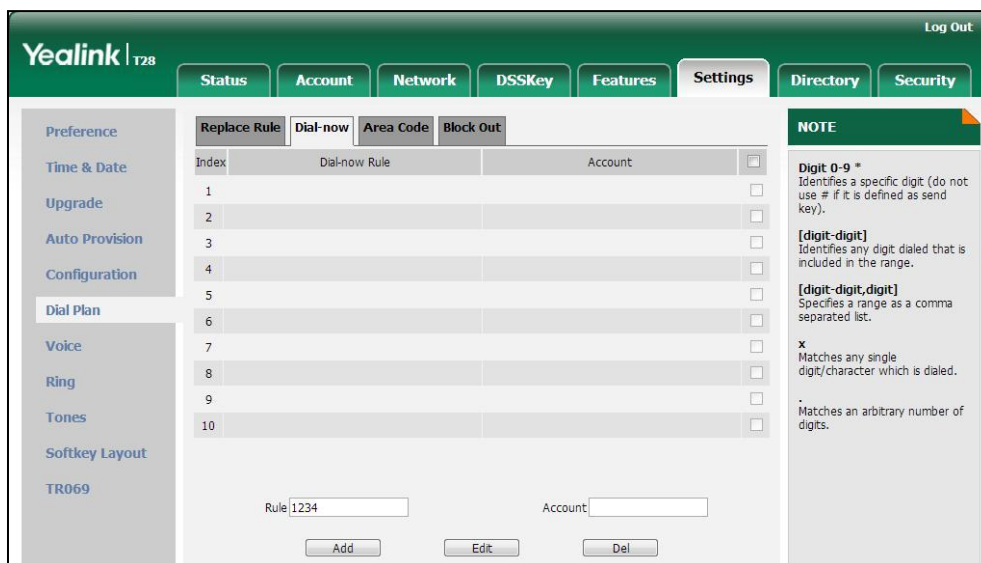 Log Out
Yealink T28
Status Account Network DSSKey Features Settings Directory Security
Preference
Time & Date
Upgrade
Auto Provision
Configuration
Dial Plan
Voice
Ring
Tones
Softkey Layout
TR069
Replace Rule Dial-now Area Code Block Out
Index Dial-now Rule Account
1
2
3
4
5
6
7
8
9
10
Rule 1234 Account
Add Edit Del
NOTE
Digit 0-9 *
Identifies a specific digit (do not
use # if it is defined as send
key).
[digit-digit]
Identifies any digit dialed that is
included in the range.
[digit-digit,digit]
Specifies a range as a comma
separated list.
x
Matches any single
digit/character which is dialed.
.
Matches an arbitrary number of
digits.